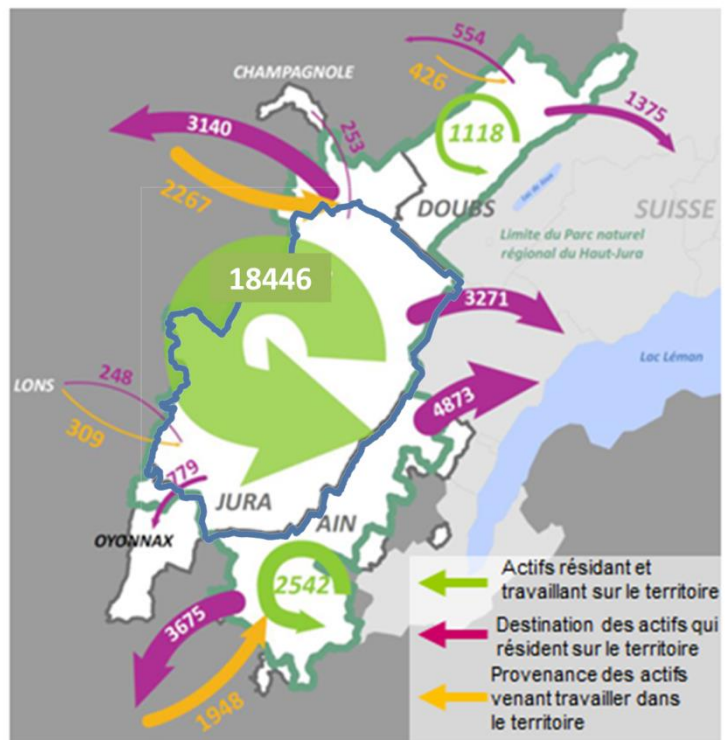 554
CHAMPAGNOLE
426
1375
3140
253
1118
2267
DOUBS
SUISSE
Lac de Joux
Limite du Parc naturel
régional du Haut-Jura
18446
3271
Lac Léman
LONS
248
4873
309
779
JURA
AIN
OYONNAX
2542
3675
1948
Actifs résidant et
travaillant sur le territoire
Destination des actifs qui
résident sur le territoire
Provenance des actifs
venant travailler dans
le territoire